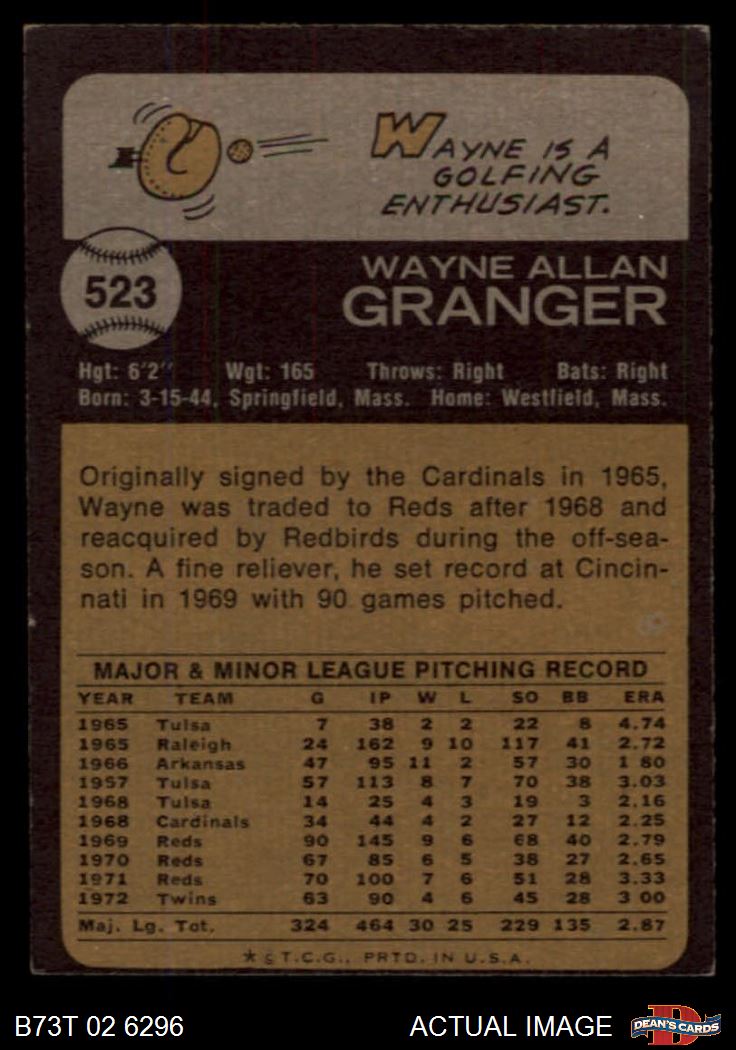 WAYNE IS A
GOLFING
ENTHUSIAST.
523
WAYNE ALLAN
GRANGER
Hgt: 6'2" Wgt: 165 Throws: Right Bats: Right
Born: 3-15-44, Springfield, Mass. Home: Westfield, Mass.
Originally signed by the Cardinals in 1965,
Wayne was traded to Reds after 1968 and
reacquired by Redbirds during the off-sea-
son. A fine reliever, he set record at Cincin-
nati in 1969 with 90 games pitched.
MAJOR & MINOR LEAGUE PITCHING RECORD
YEAR TEAM G IP W L SO BB ERA
1965 Tulsa 7 38 2 2 22 8 4.74
1965 Raleigh 24 162 9 10 117 41 2.72
1966 Arkansas 47 95 11 2 57 30 1 80
1957 Tulsa 57 113 8 7 70 38 3.03
1968 Tulsa 14 25 4 3 19 3 2.16
1968 Cardinals 34 44 4 2 27 12 2.25
1969 Reds 90 145 9 6 68 40 2.79
1970 Reds 67 85 6 5 38 27 2.65
1971 Reds 70 100 7 6 51 28 3.33
1972 Twins 63 90 4 6 45 28 3 00
Maj. Lg. Tot. 324 464 30 25 229 135 2.87
★ © T.C.G., PRTD. IN U.S.A.
B73T 02 6296 ACTUAL IMAGE DEAN'S CARDS